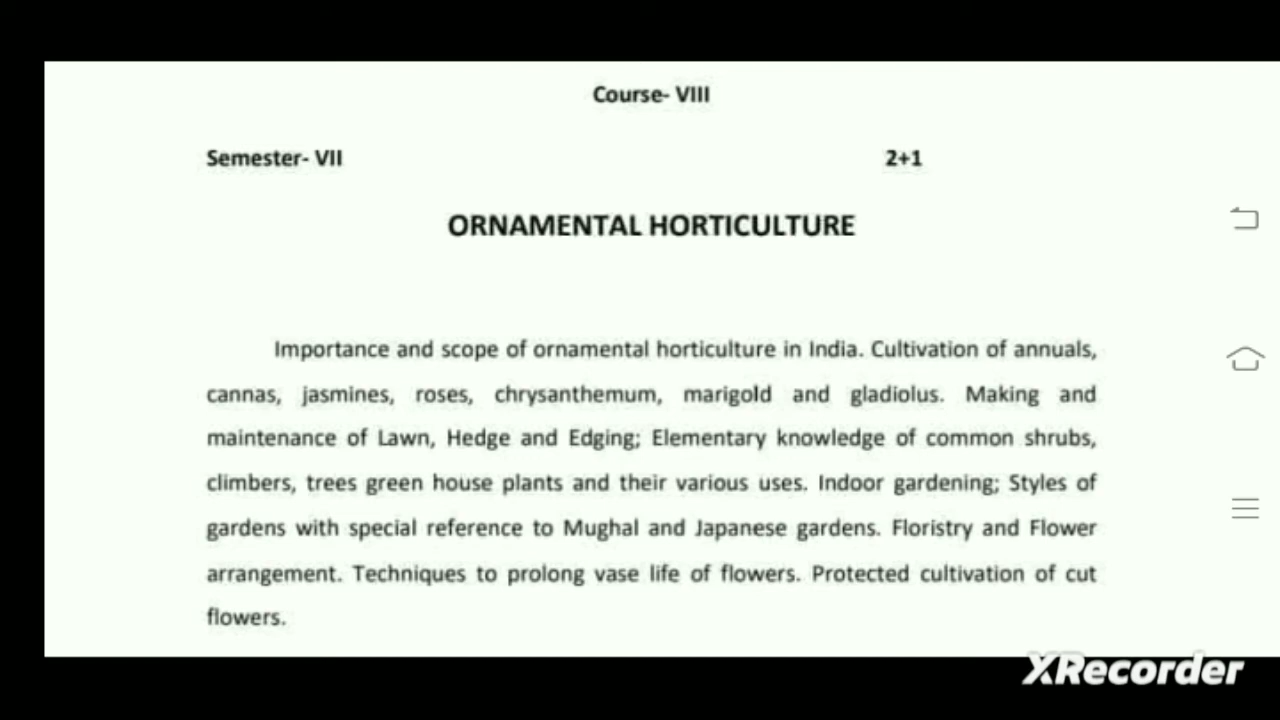 Course- VIII
Semester- VII 2+1
ORNAMENTAL HORTICULTURE
Importance and scope of ornamental horticulture in India. Cultivation of annuals,
cannas, jasmines, roses, chrysanthemum, marigold and gladiolus. Making and
maintenance of Lawn, Hedge and Edging; Elementary knowledge of common shrubs,
climbers, trees green house plants and their various uses. Indoor gardening; Styles of
gardens with special reference to Mughal and Japanese gardens. Floristry and Flower
arrangement. Techniques to prolong vase life of flowers. Protected cultivation of cut
flowers.
XRecorder